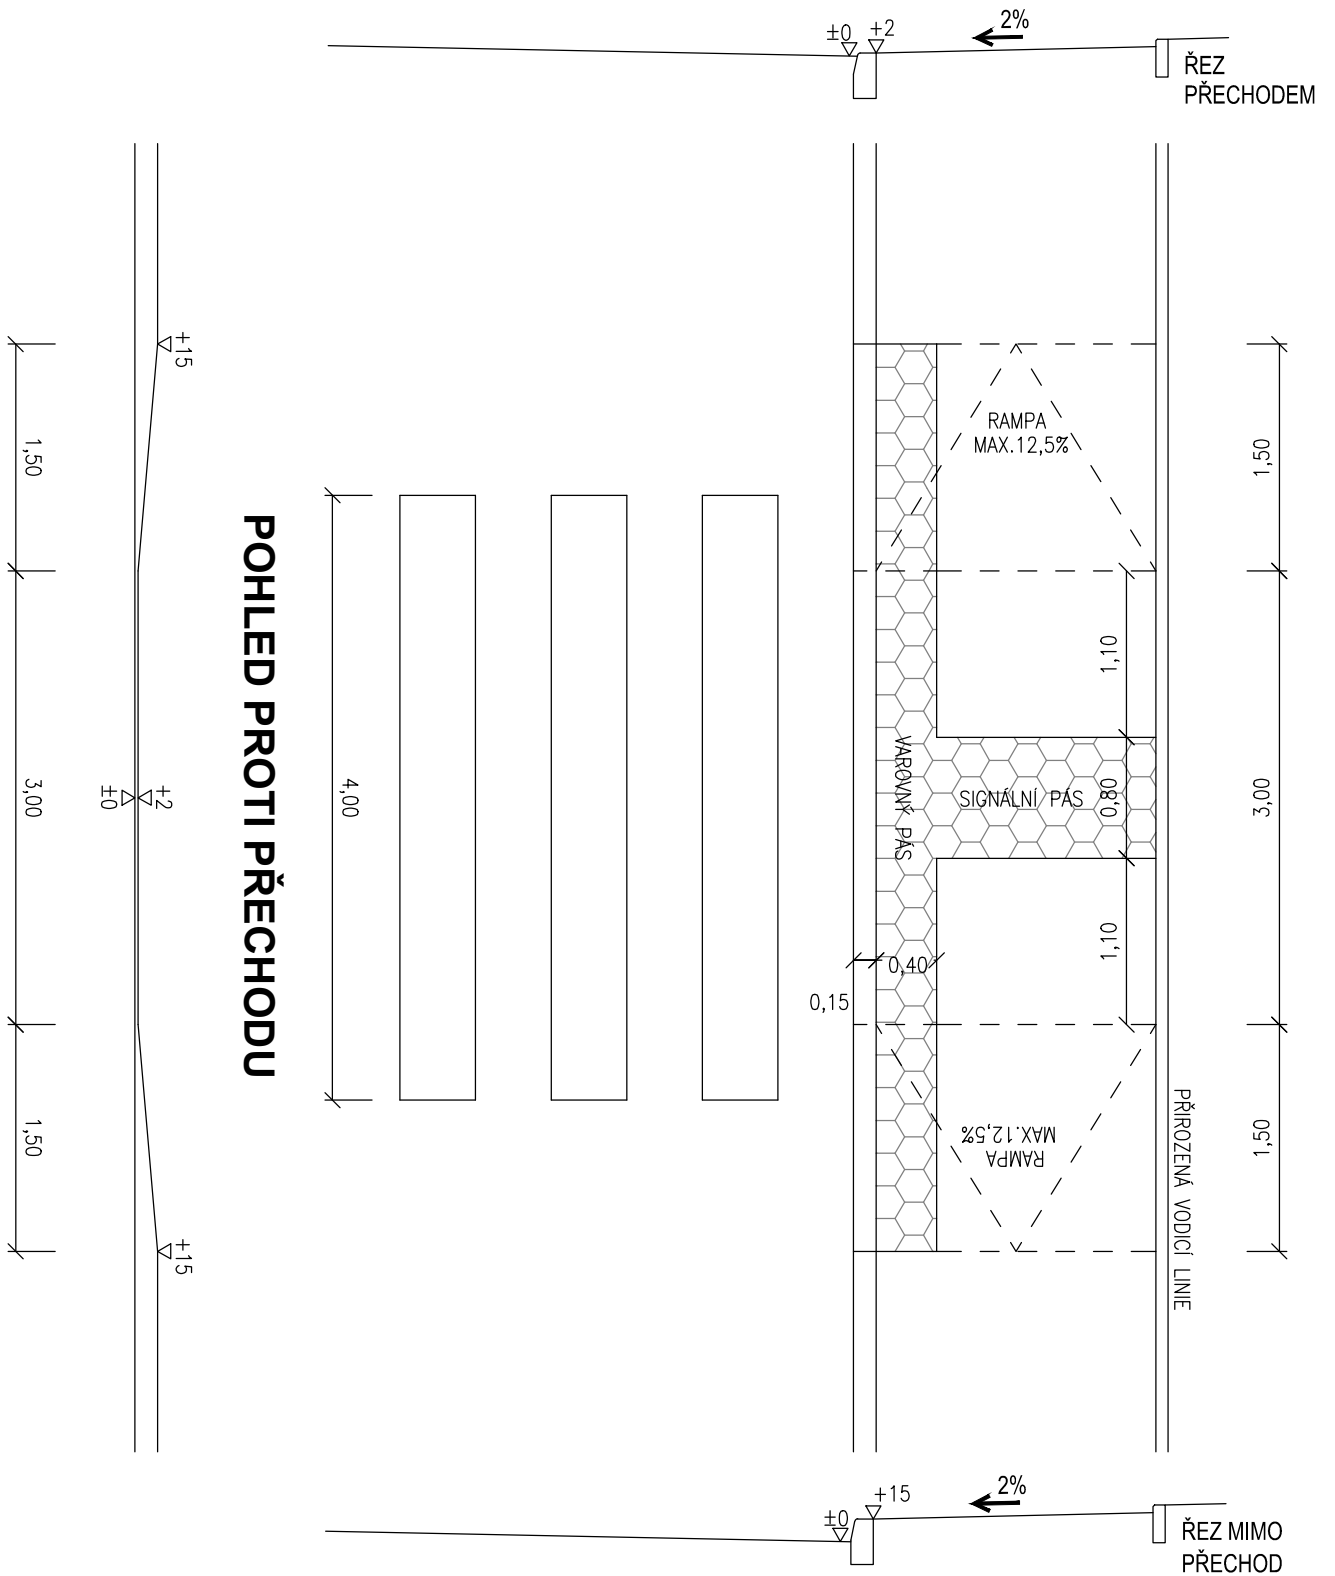 ±0
+2
2%
ŘEZ
PŘECHODEM
+15
1,50
RAMPA
MAX.12,5%
1,50
1,10
POHLED PROTI PŘECHODU
4,00
3,00
±0
+2
VAROVNÝ PÁS
SIGNÁLNÍ PÁS
0,80
3,00
1,10
0,40
0,15
1,50
+15
RAMPA
MAX.12,5%
PŘIROZENÁ VODICÍ LINIE
1,50
±0
+15
2%
ŘEZ MIMO
PŘECHOD